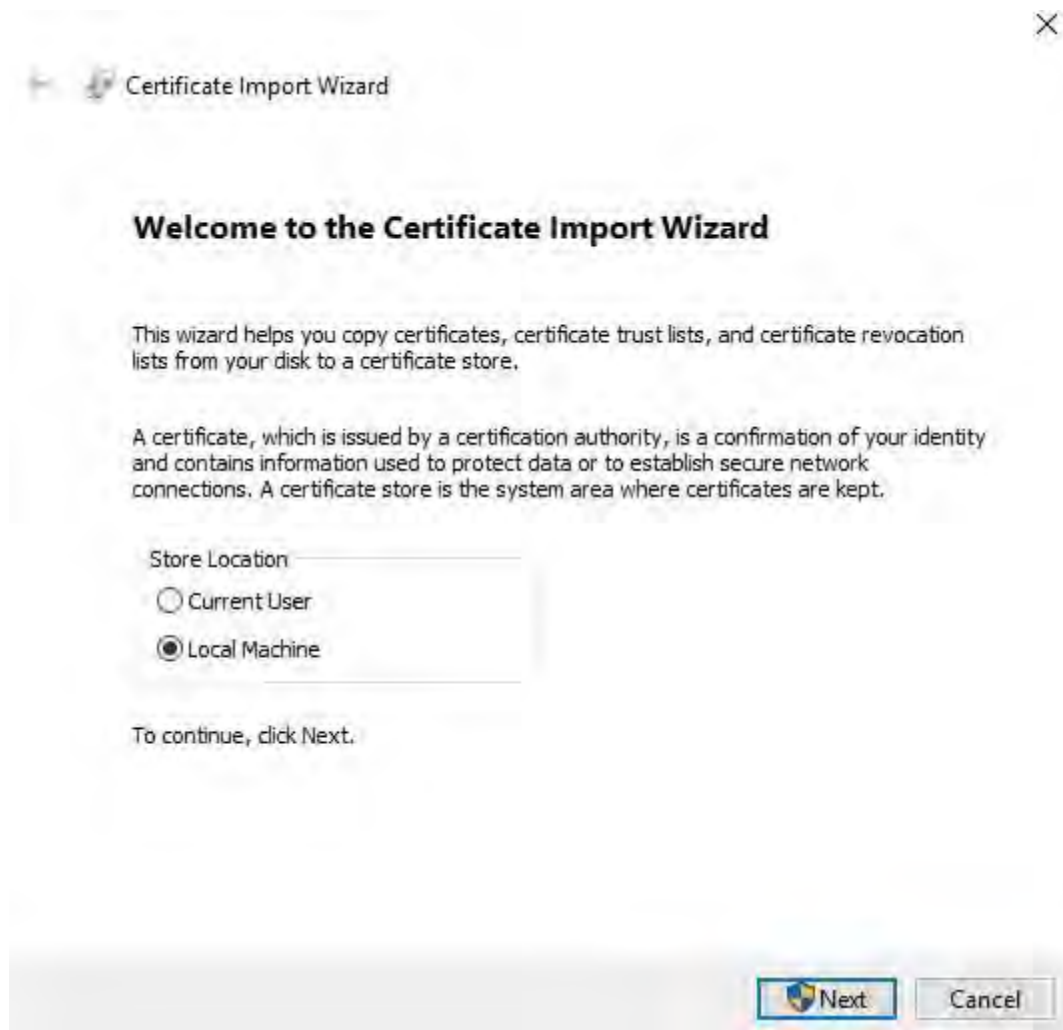 Certificate Import Wizard
Welcome to the Certificate Import Wizard
This wizard helps you copy certificates, certificate trust lists, and certificate revocation
lists from your disk to a certificate store.
A certificate, which is issued by a certification authority, is a confirmation of your identity
and contains information used to protect data or to establish secure network
connections. A certificate store is the system area where certificates are kept.
Store Location
Current User
Local Machine
To continue, click Next.
Next
Cancel